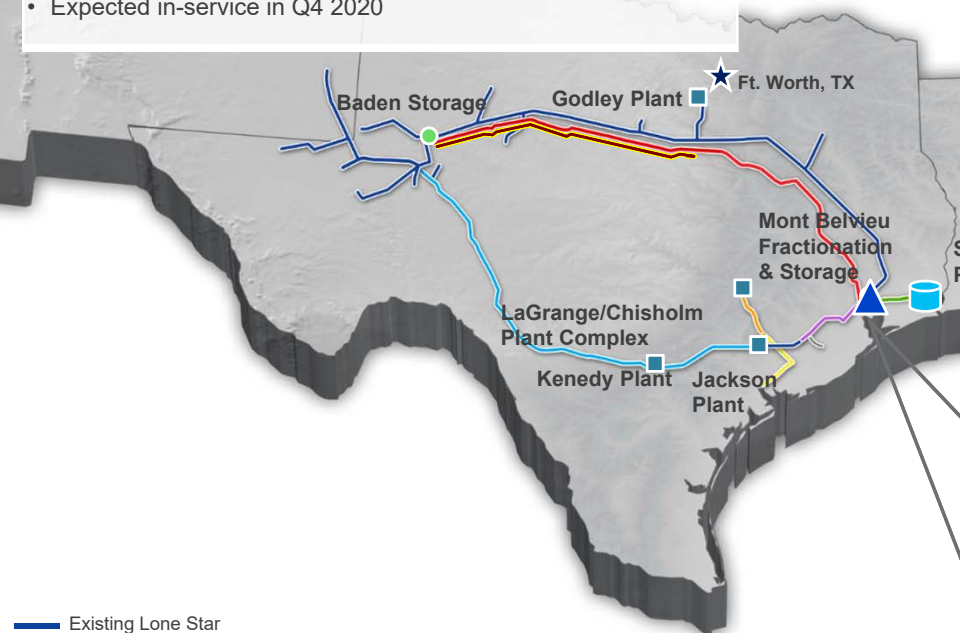 • Expected in-service in Q4 2020
Ft. Worth, TX
Baden Storage
Godley Plant
Mont Belvieu
Fractionation
& Storage
LaGrange/Chisholm
Plant Complex
Kenedy Plant
Jackson
Plant
Existing Lone Star